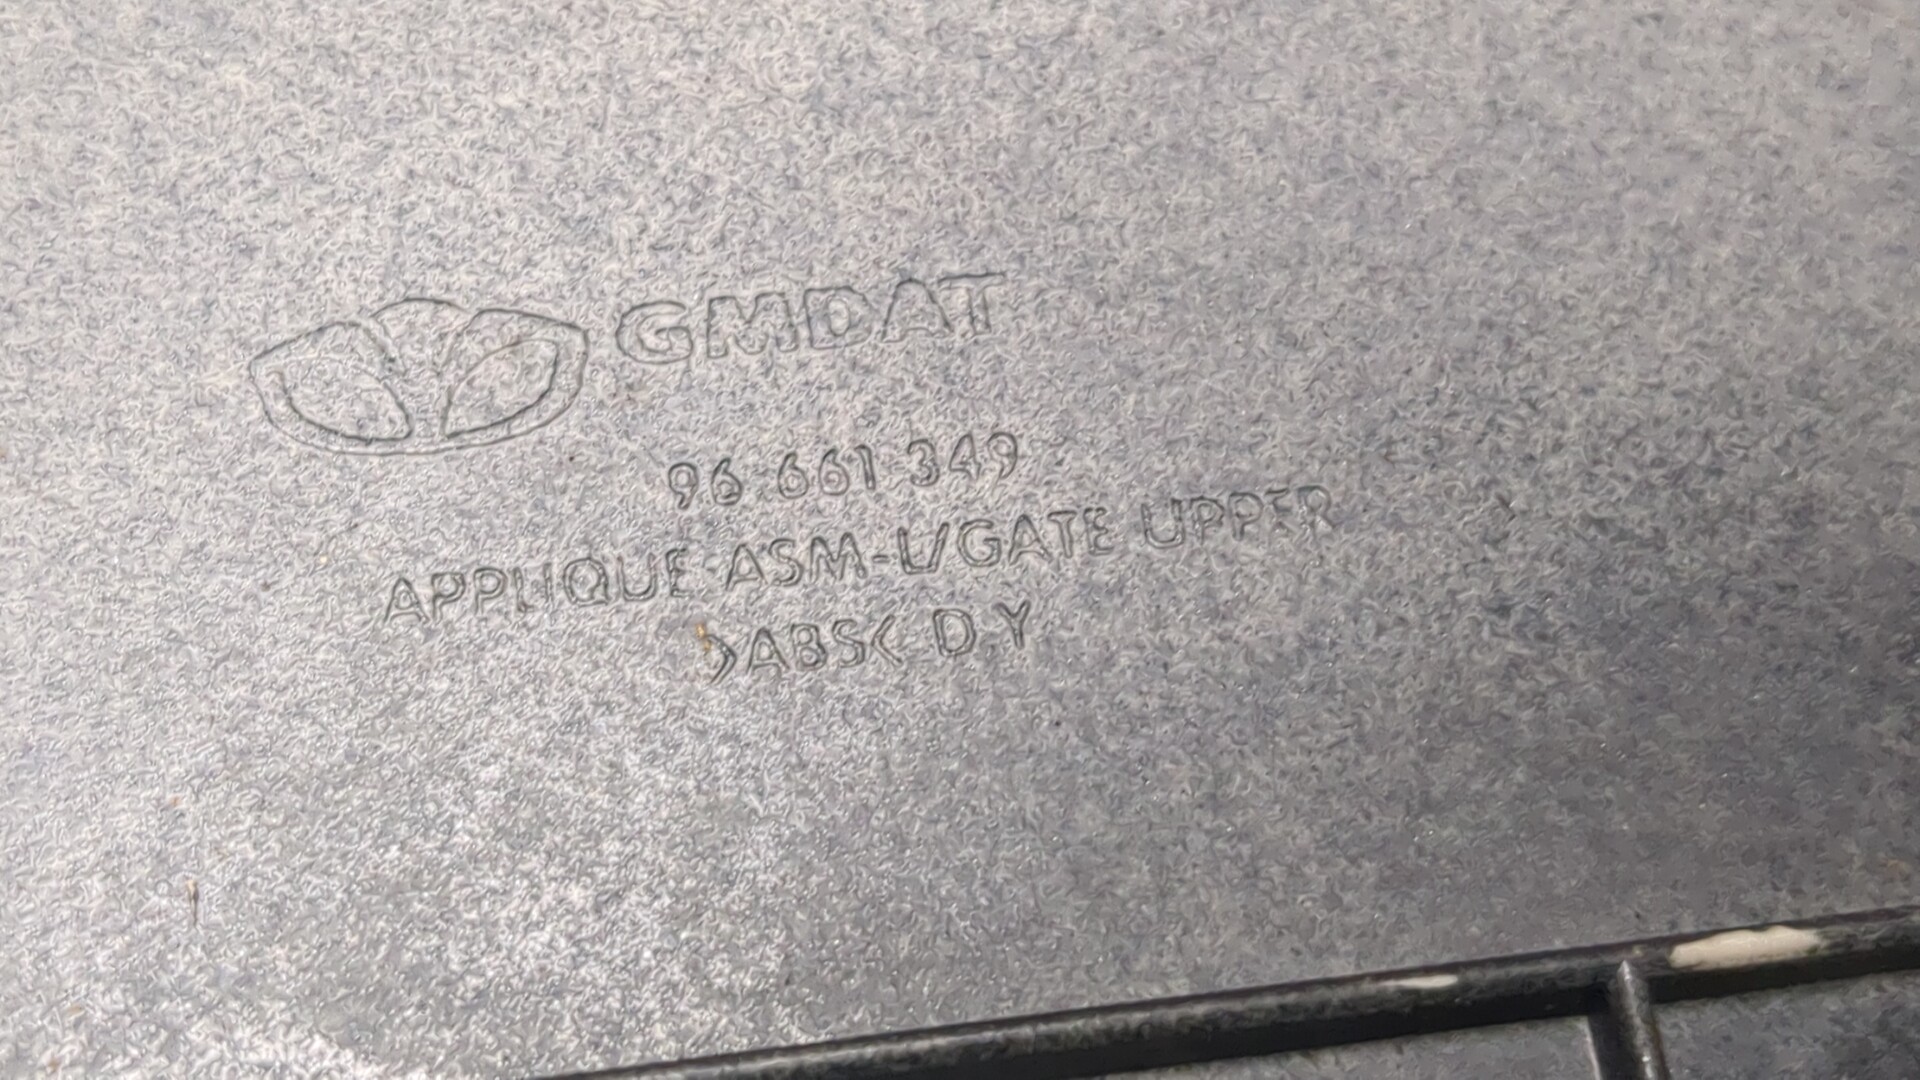 GMDAT
96 661 349
APPLIQUE ASM-L/GATE UPPER
>ABS< D.Y